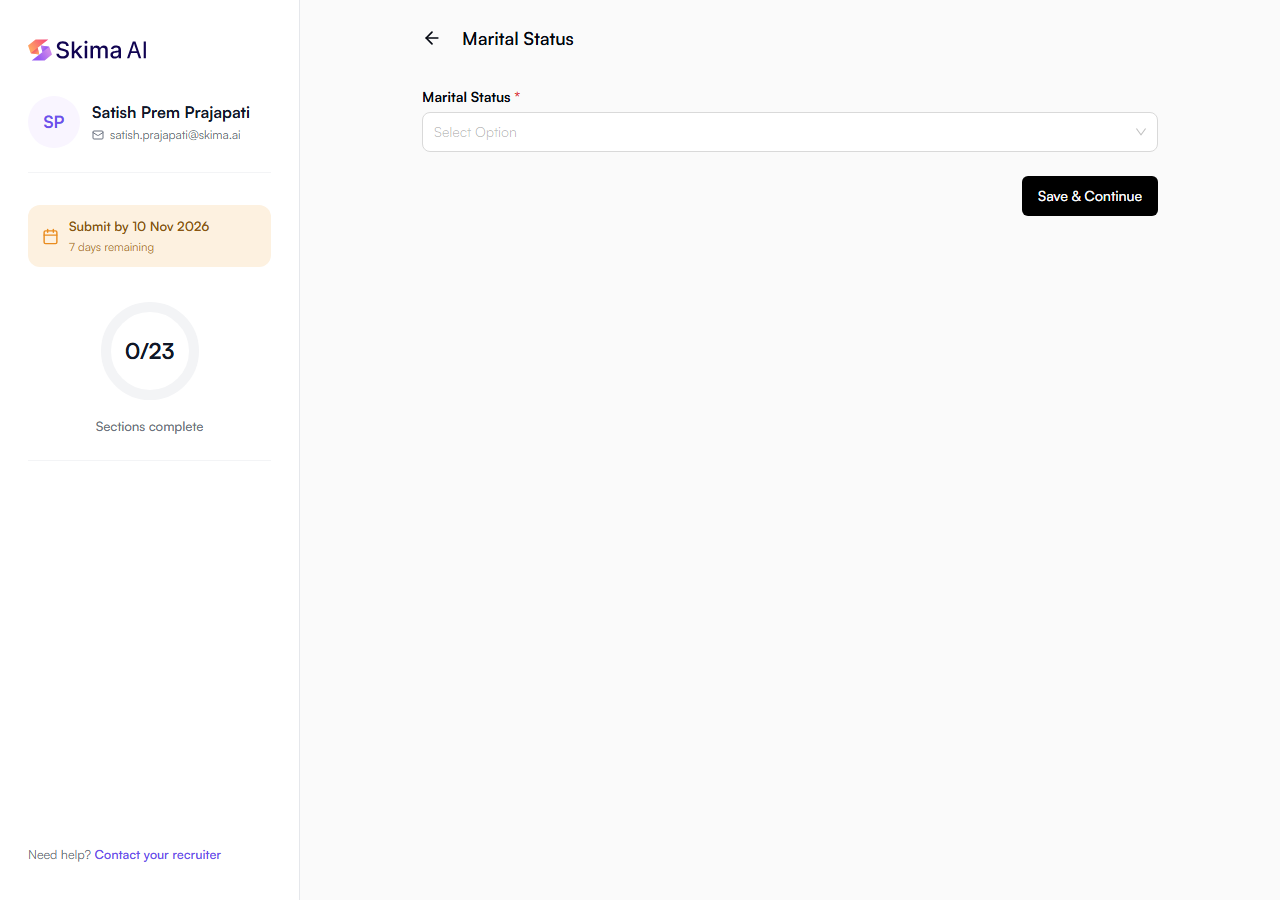 Skima AI
SP
Satish Prem Prajapati
satish.prajapati@skima.ai
Submit by 10 Nov 2026
7 days remaining
0/23
Sections complete
Need help? Contact your recruiter
Marital Status
Marital Status *
Select Option
Save & Continue